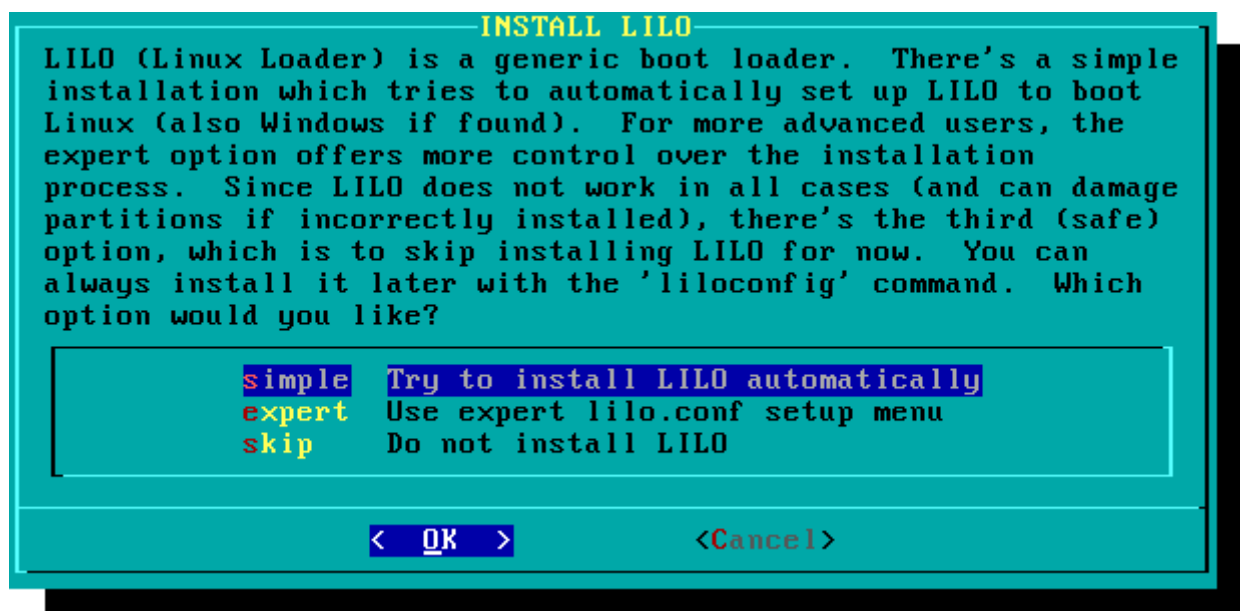 INSTALL LILO
LILO (Linux Loader) is a generic boot loader.  There's a simple
installation which tries to automatically set up LILO to boot
Linux (also Windows if found).  For more advanced users, the
expert option offers more control over the installation
process.  Since LILO does not work in all cases (and can damage
partitions if incorrectly installed), there's the third (safe)
option, which is to skip installing LILO for now.  You can
always install it later with the 'liloconfig' command.  Which
option would you like?
simple  Try to install LILO automatically
expert  Use expert lilo.conf setup menu
skip    Do not install LILO
<  OK  >          <Cancel>